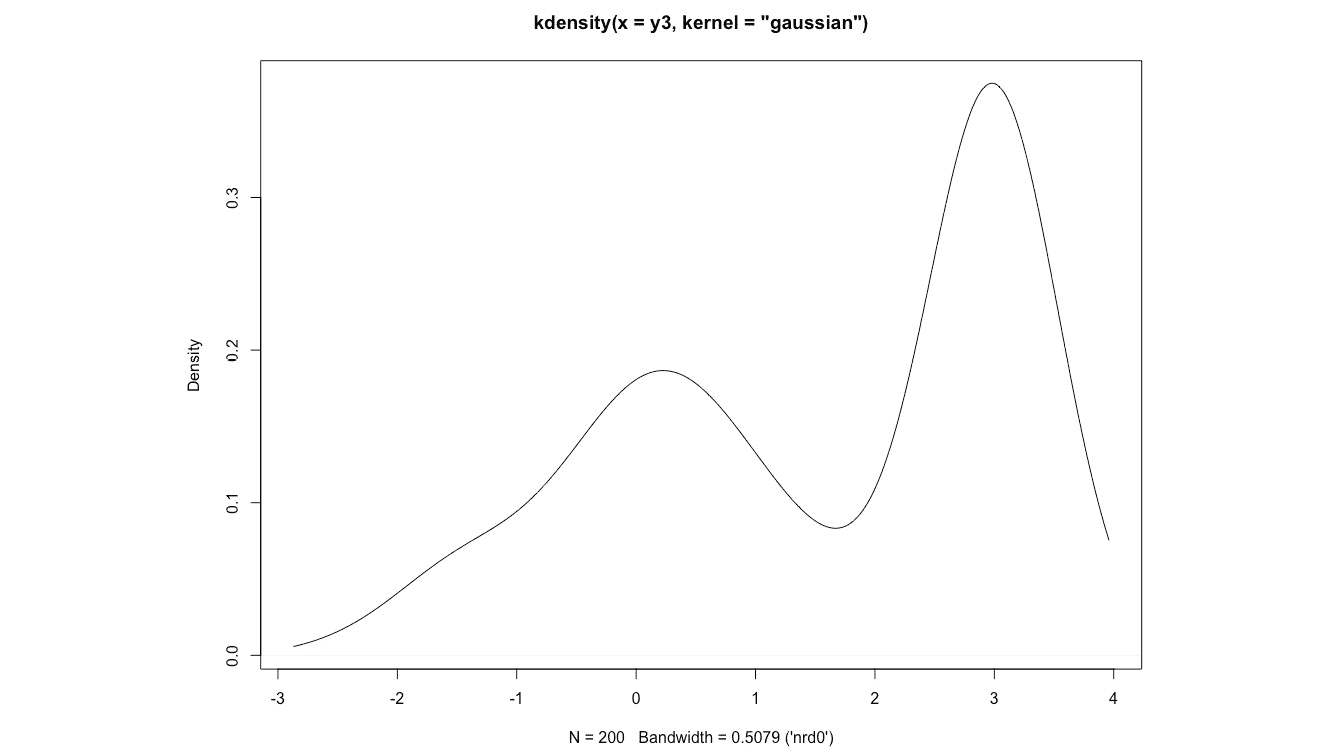 kdensity(x = y3, kernel = "gaussian")
0.3
0.2
0.1
0.0
Density
-3 -2 -1 0 1 2 3 4
N = 200 Bandwidth = 0.5079 ('nrd0')